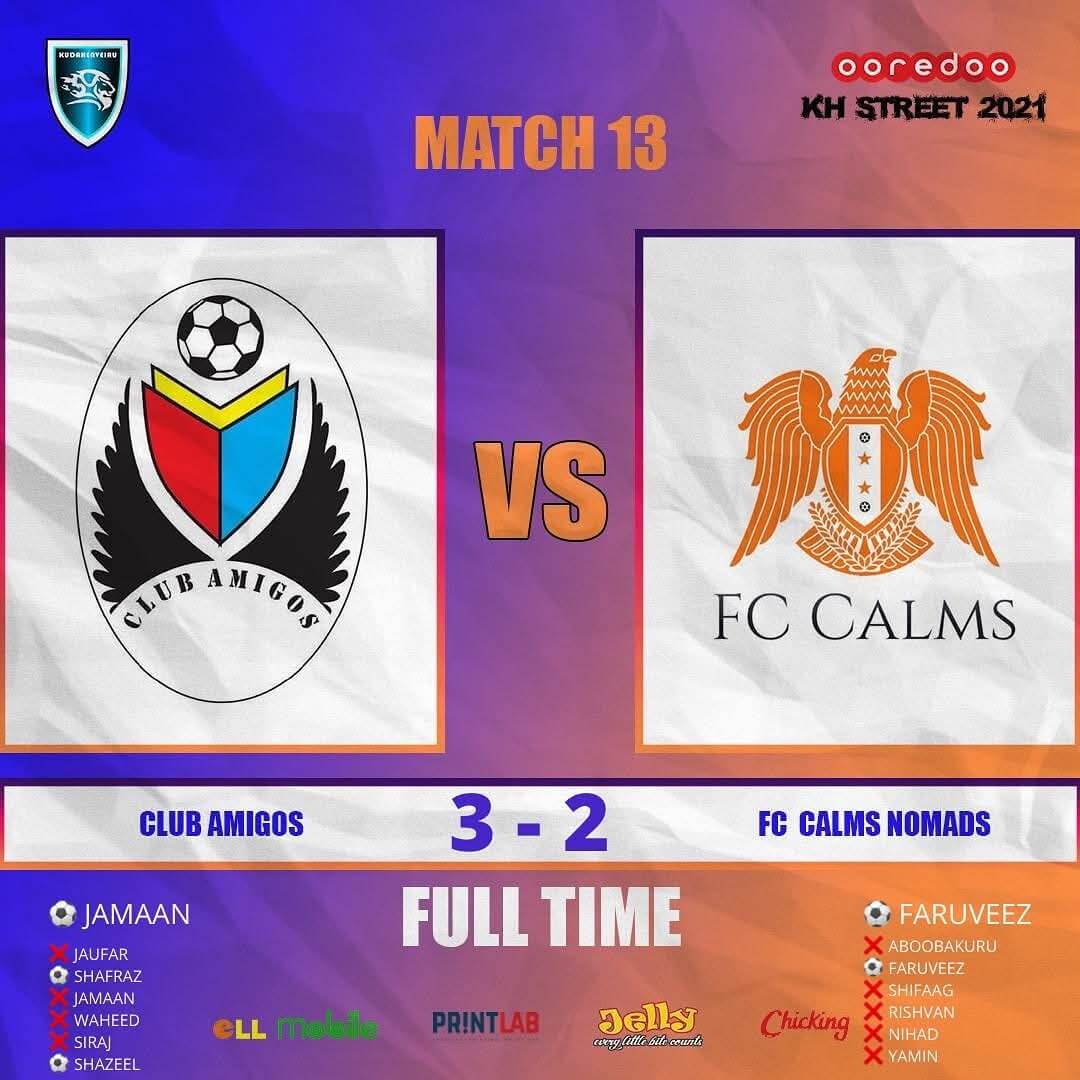 KUDAHENVEIRU
ooredoo
KH STREET 2021
MATCH 13
CLUB AMIGOS
VS
FC CALMS
CLUB AMIGOS
3 - 2
FC CALMS NOMADS
FULL TIME
JAMAAN
JAUFAR
SHAFRAZ
JAMAAN
WAHEED
SIRAJ
SHAZEEL
FARUVEEZ
ABOOBAKURU
FARUVEEZ
SHIFAAG
RISHVAN
NIHAD
YAMIN
eLL mobile
PRINTLAB
Jelly
every little bite counts
Chicking